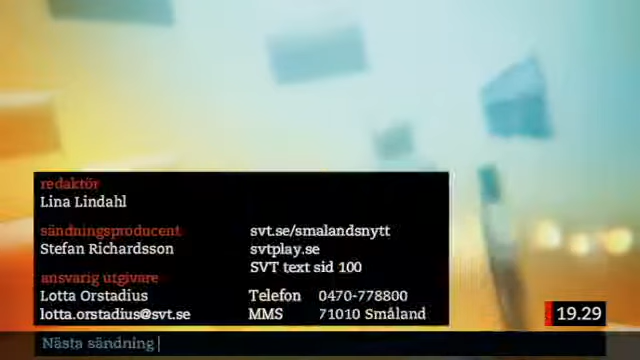 redaktör
Lina Lindahl
sändningsproducent
Stefan Richardsson
ansvarig utgivare
Lotta Orstadius
lotta.orstadius@svt.se
svt.se/smalandsnytt
svtplay.se
SVT text sid 100
Telefon 0470-778800
MMS 71010 Småland
19.29
Nästa sändning